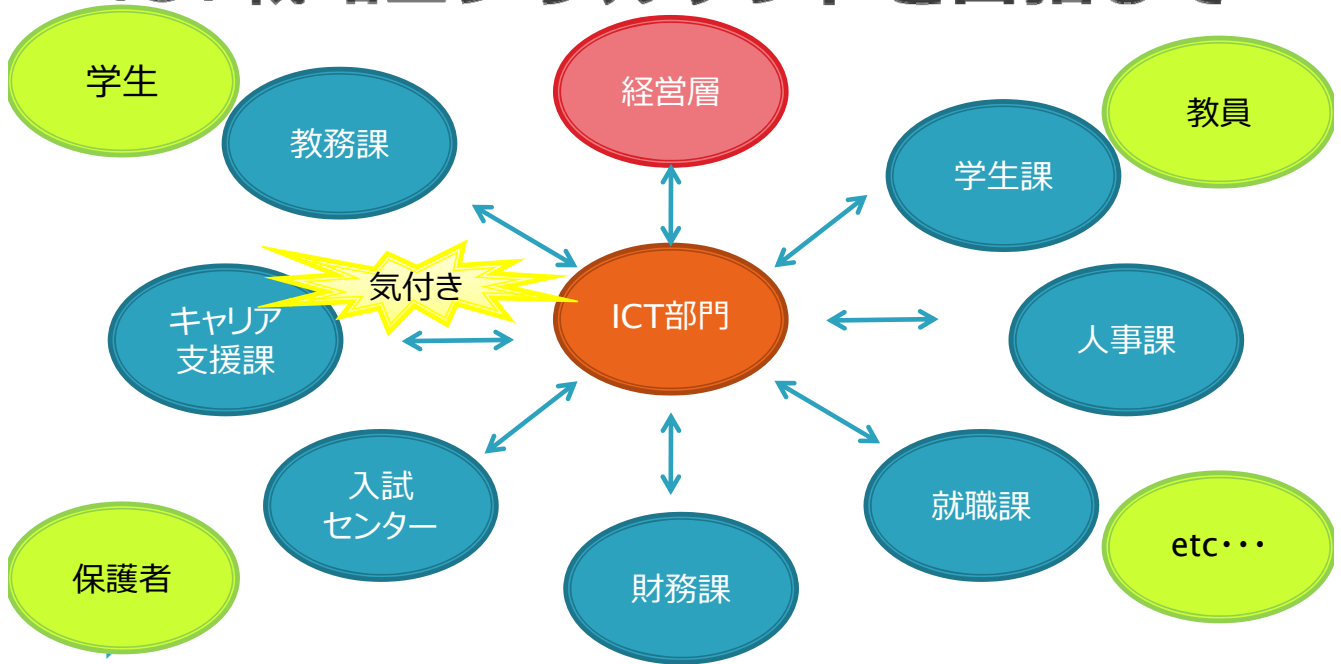 学生
経営層
教員
教務課
学生課
気付き
ICT部門
キャリア
支援課
人事課
入試
センター
就職課
保護者
財務課
etc・・・